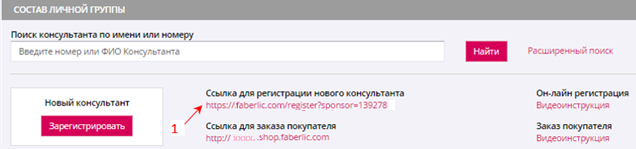 СОСТАВ ЛИЧНОЙ ГРУППЫ
Поиск консультанта по имени или номеру
Введите номер или ФИО Консультанта
Найти
Расширенный поиск
Новый консультант
Зарегистрировать
1
Ссылка для регистрации нового консультанта
https://faberlic.com/register?sponsor=139278
Ссылка для заказа покупателя
http:// xxxx. .shop.faberlic.com
Он-лайн регистрация
Видеоинструкция
Заказ покупателя
Видеоинструкция